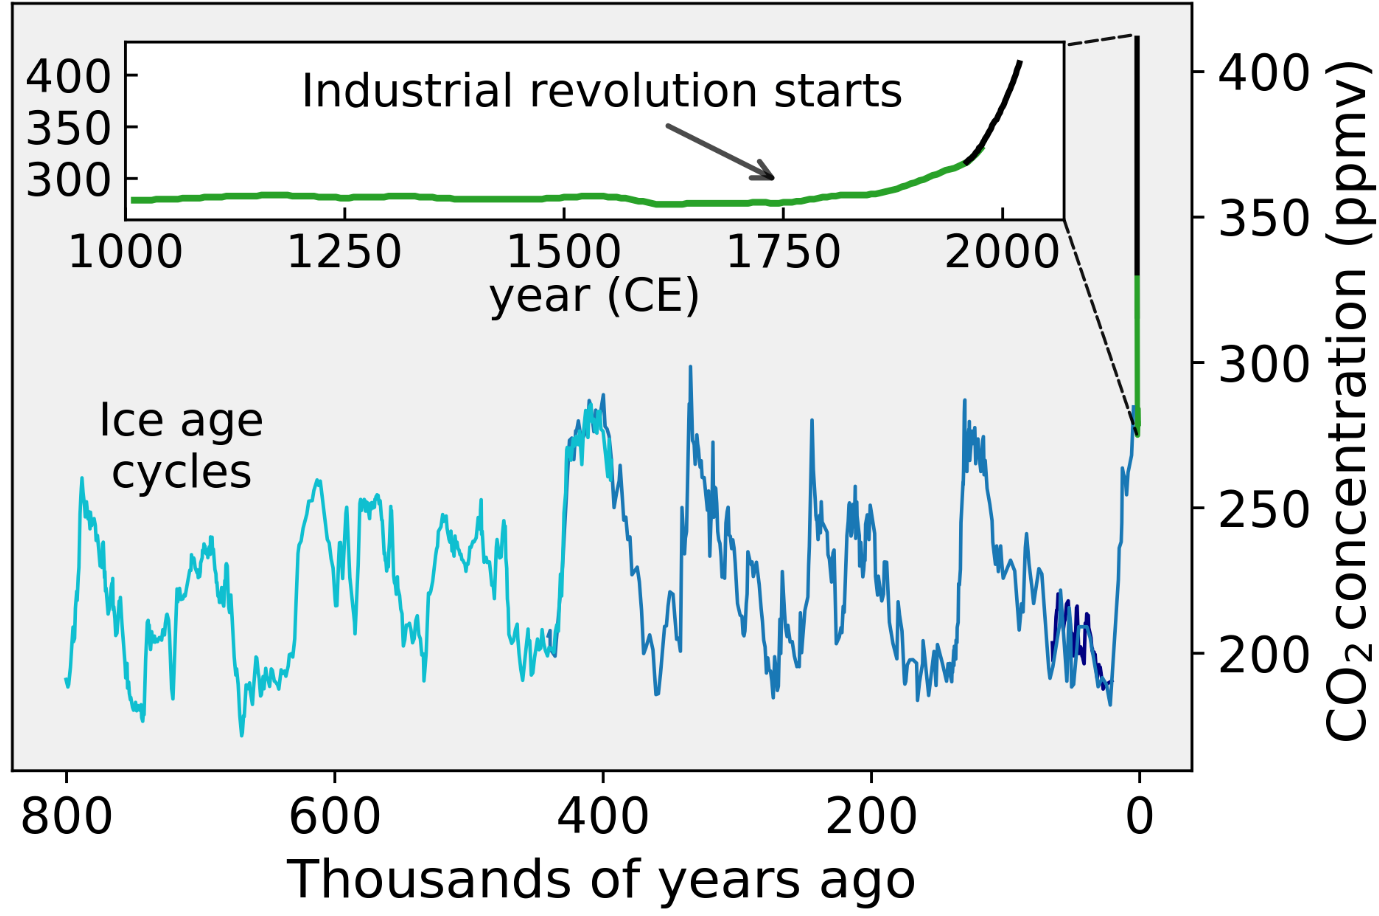 400
350
300
Industrial revolution starts
1000 1250 1500 1750 2000
year (CE)
Ice age
cycles
400
350
300
250
200
CO₂ concentration (ppmv)
800 600 400 200 0
Thousands of years ago